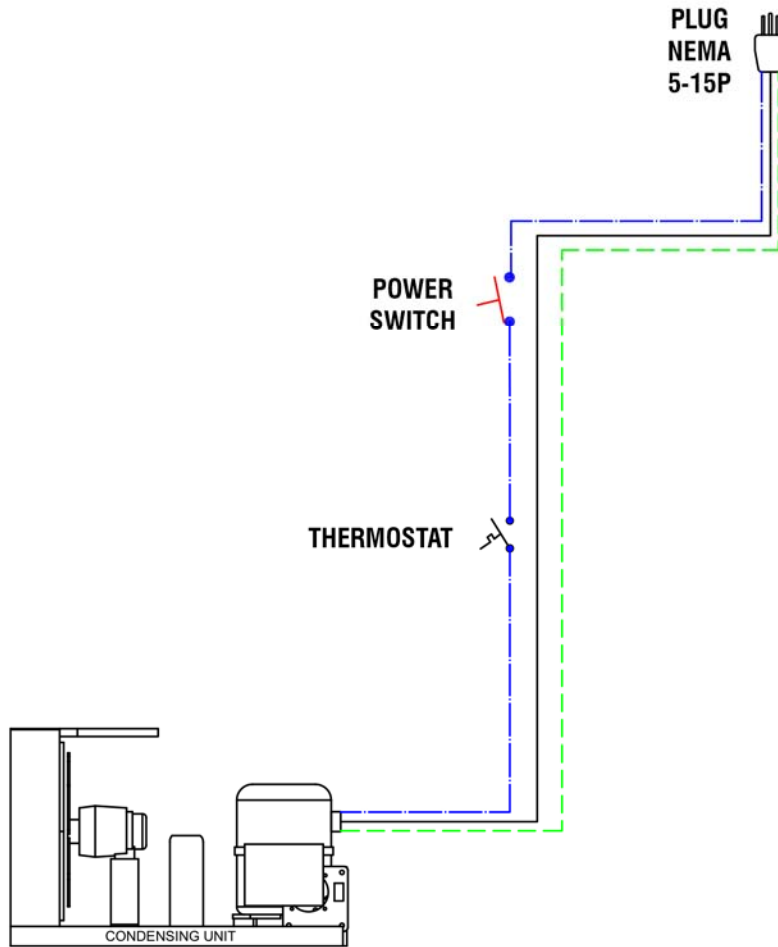 PLUG
NEMA
5-15P
POWER
SWITCH
THERMOSTAT
CONDENSING UNIT